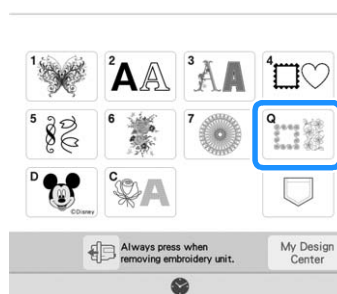 1
2 AA
3 AA
4
5
6
7
Q
D ©Disney
C A
Always press when
removing embroidery unit.
My Design
Center